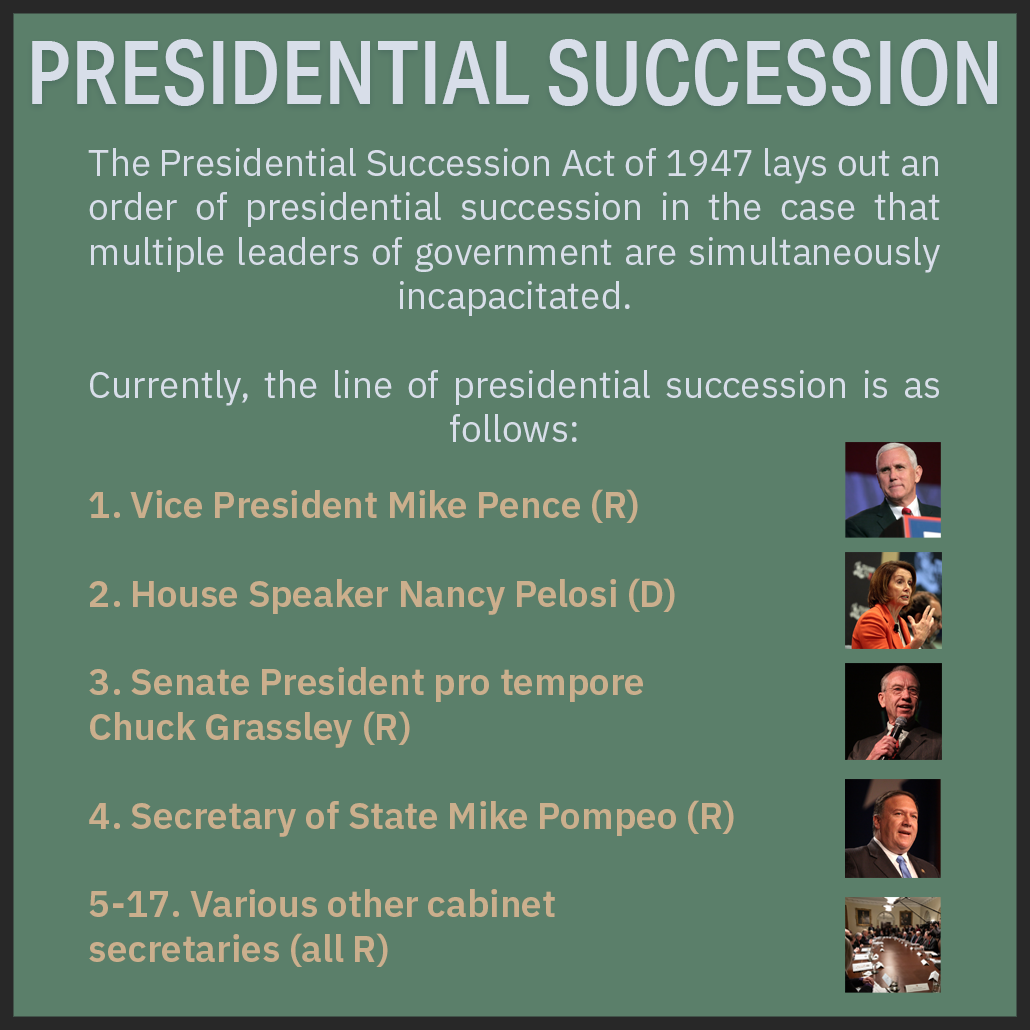 PRESIDENTIAL SUCCESSION
The Presidential Succession Act of 1947 lays out an
order of presidential succession in the case that
multiple leaders of government are simultaneously
incapacitated.
Currently, the line of presidential succession is as
follows:
1. Vice President Mike Pence (R)
2. House Speaker Nancy Pelosi (D)
3. Senate President pro tempore
Chuck Grassley (R)
4. Secretary of State Mike Pompeo (R)
5-17. Various other cabinet
secretaries (all R)